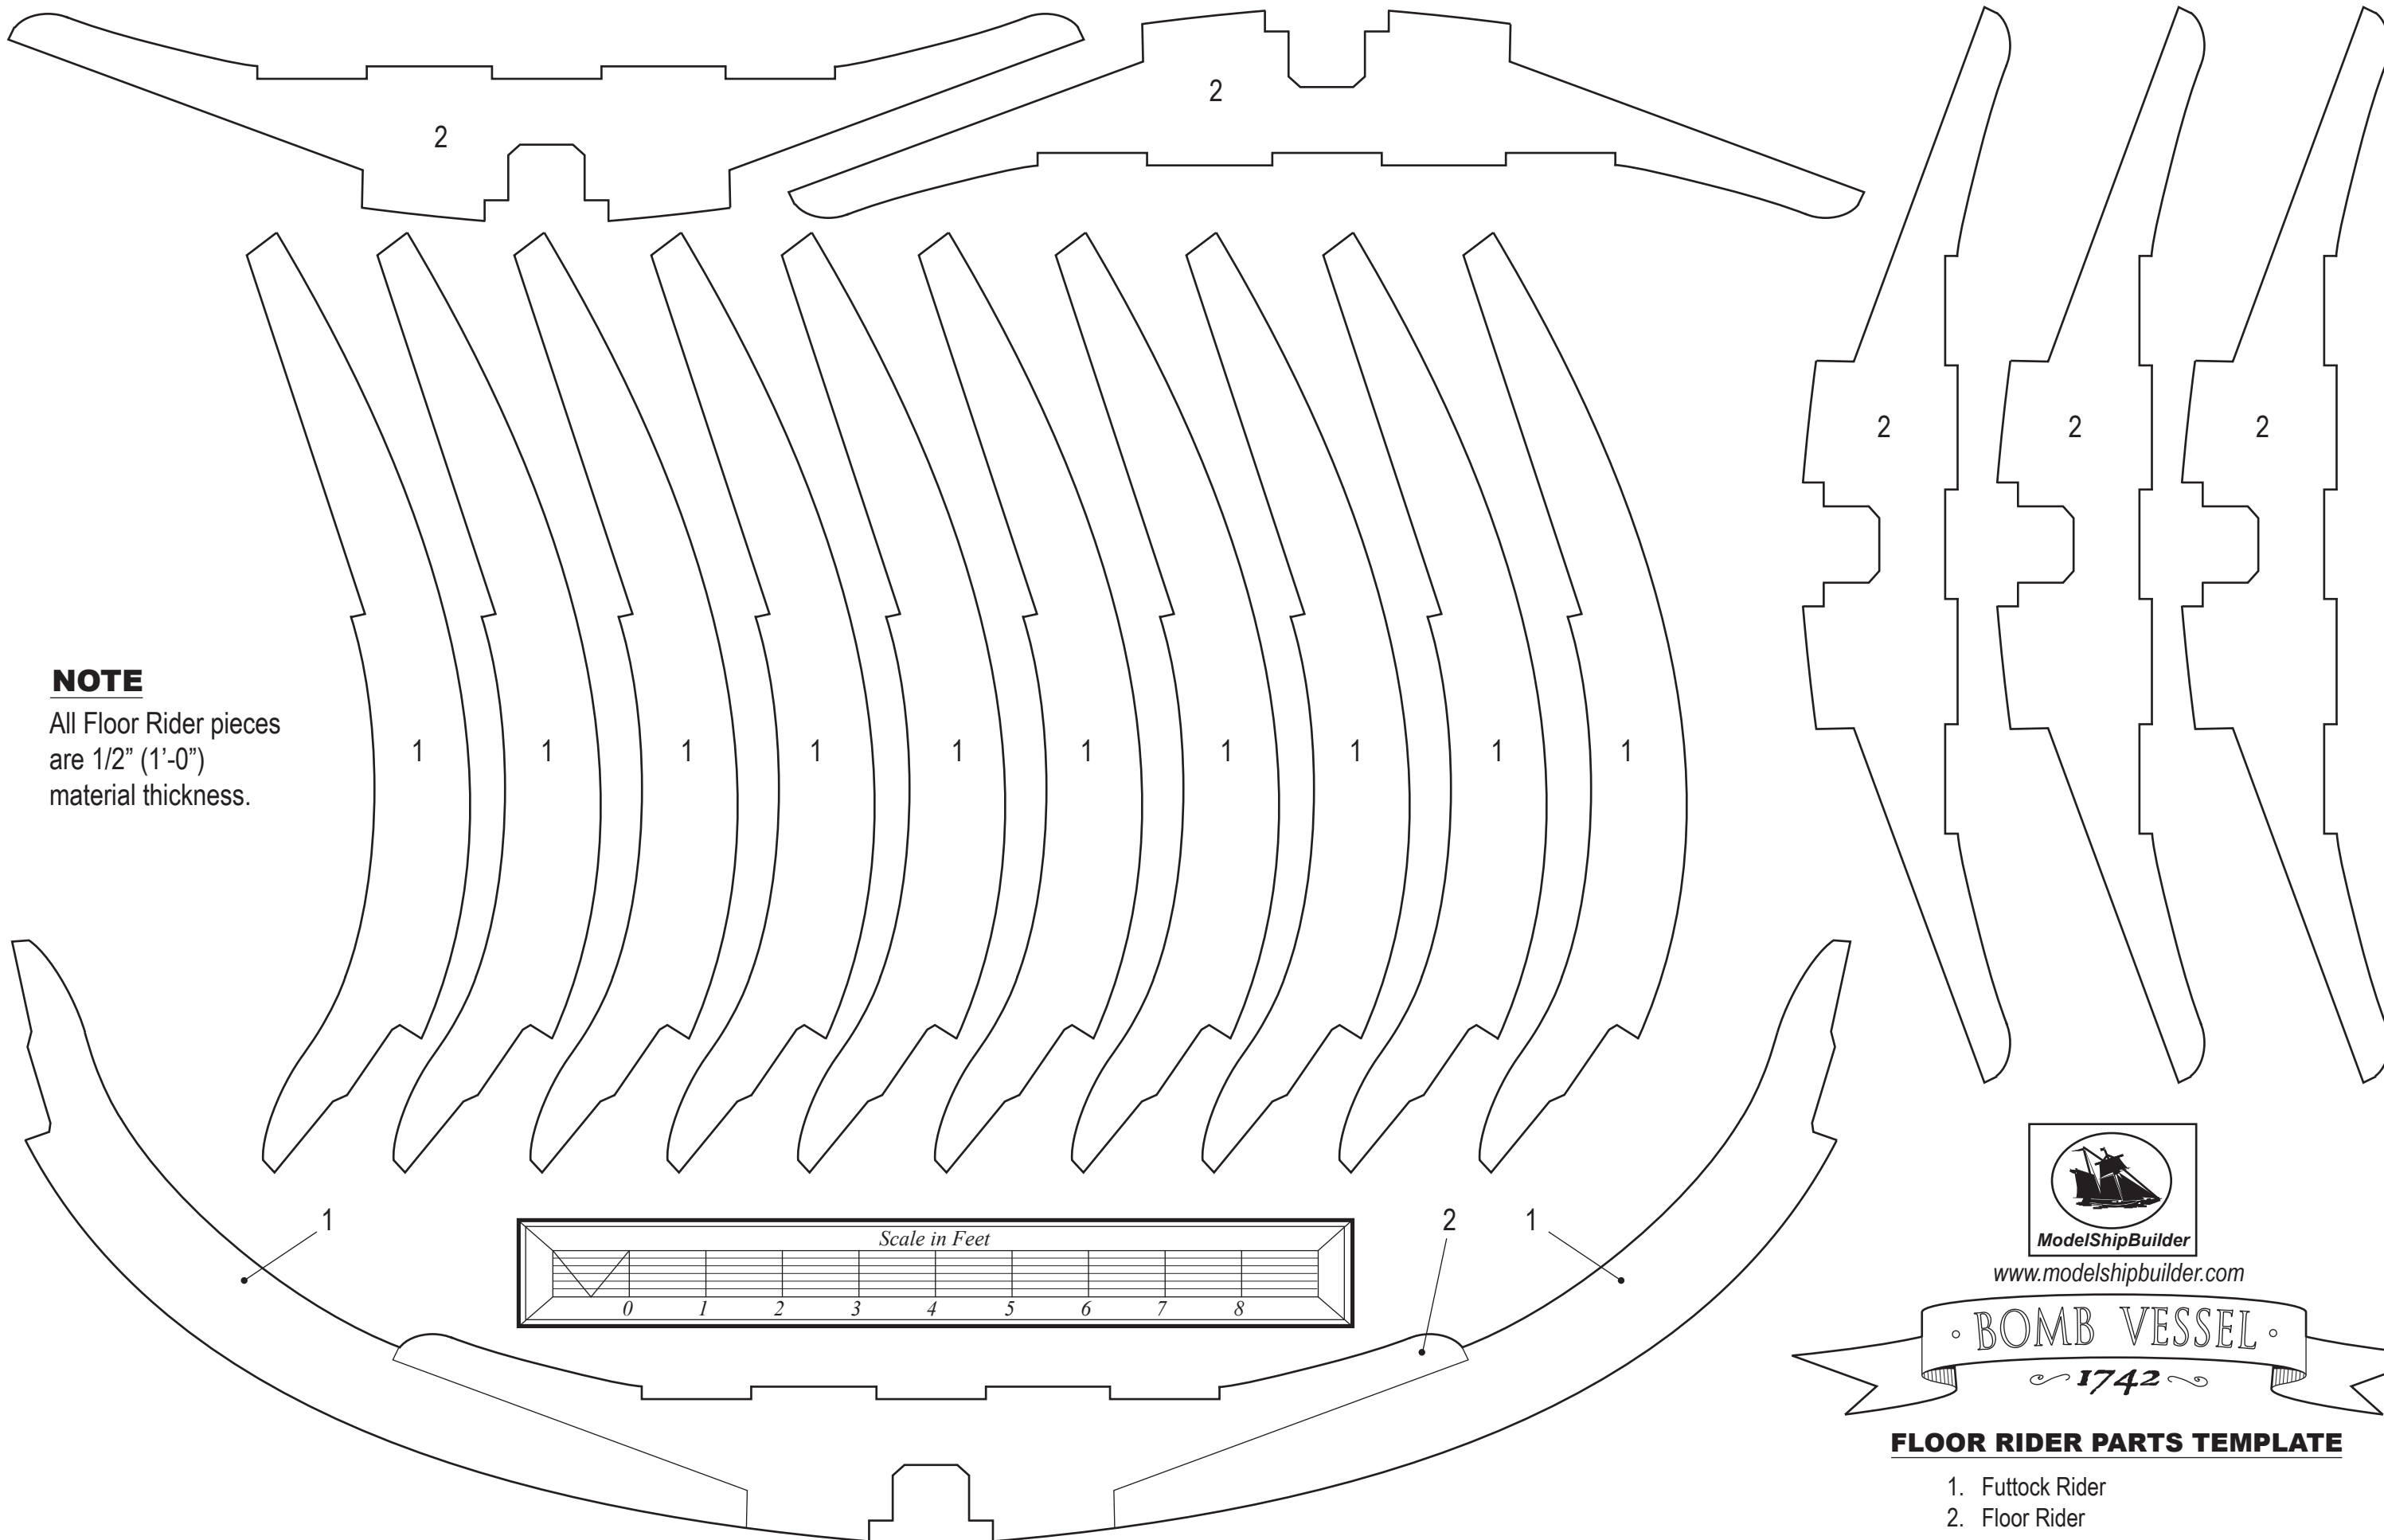 2
2
2
2
2
NOTE
All Floor Rider pieces
are 1/2” (1’-0”)
material thickness.
1
1
1
1
1
1
1
1
1
1
1
2
1
Scale in Feet
0 1 2 3 4 5 6 7 8
ModelShipBuilder
www.modelshipbuilder.com
BOMB VESSEL
1742
FLOOR RIDER PARTS TEMPLATE
1. Futtock Rider
2. Floor Rider